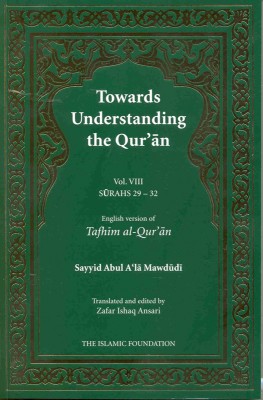 Towards
Understanding
the Qur’ān
Vol. VIII
SŪRAHS 29 – 32
English version of
Tafhim al-Qur’ān
Sayyid Abul A‘lā Mawdūdī
Translated and edited by
Zafar Ishaq Ansari
THE ISLAMIC FOUNDATION